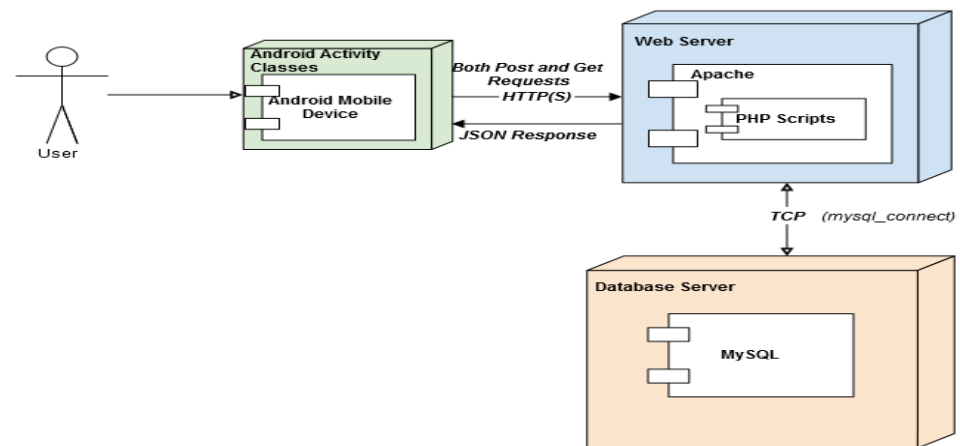 User
Android Activity
Classes
Android Mobile
Device
Both Post and Get
Requests
HTTP(S)
JSON Response
Web Server
Apache
PHP Scripts
TCP (mysql_connect)
Database Server
MySQL